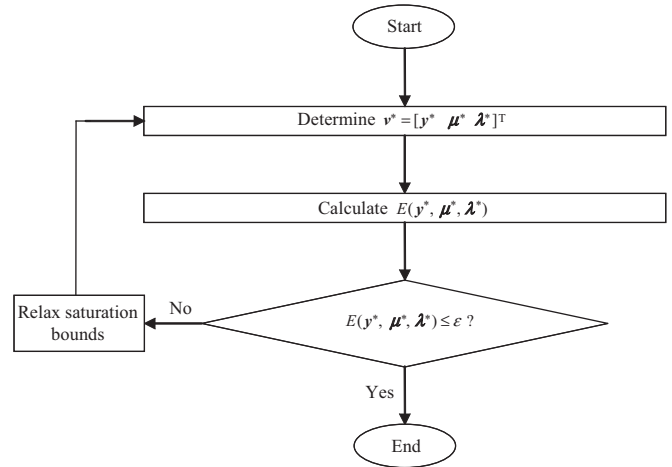 Start
Determine v* = [y* μ* λ*]ᵀ
Calculate E(y*, μ*, λ*)
E(y*, μ*, λ*) ≤ ε ?
No
Relax saturation
bounds
Yes
End